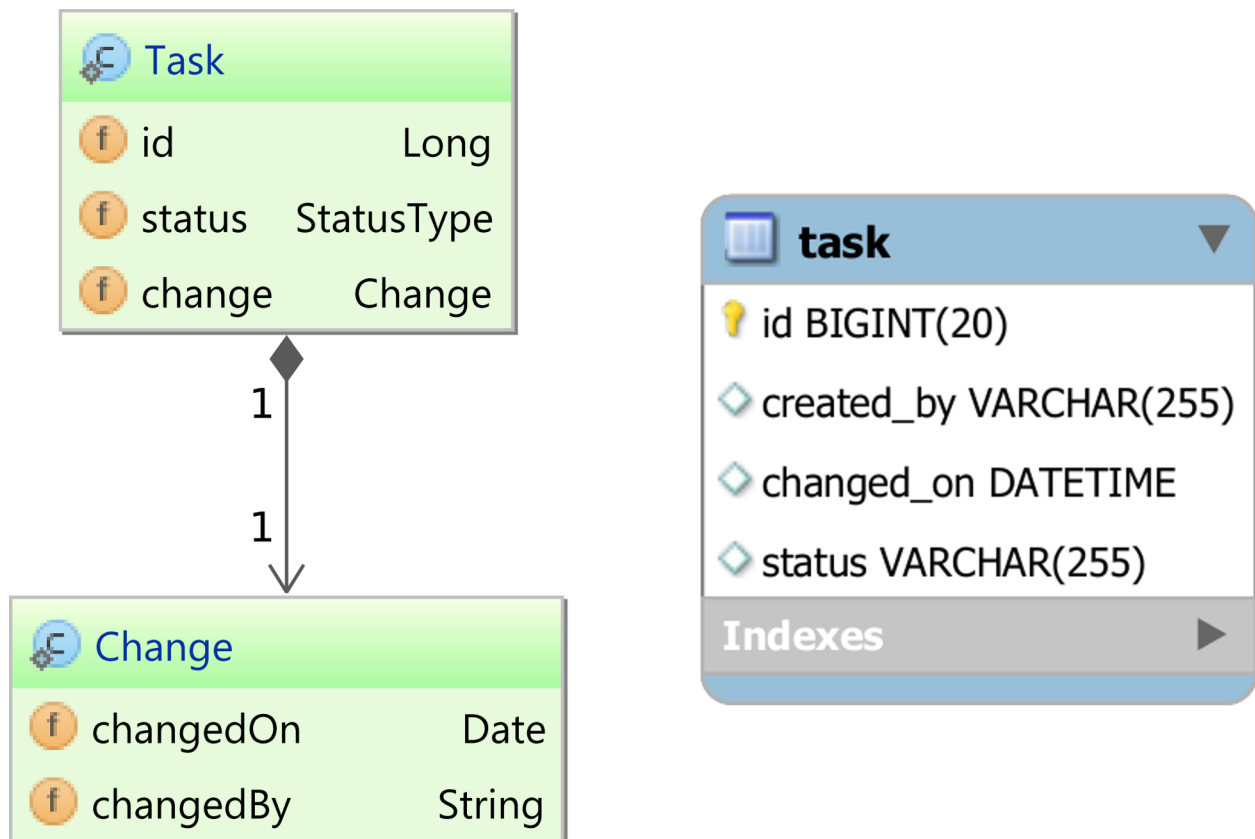 Task
id Long
status StatusType
change Change
1
1
Change
changedOn Date
changedBy String
task
id BIGINT(20)
created_by VARCHAR(255)
changed_on DATETIME
status VARCHAR(255)
Indexes